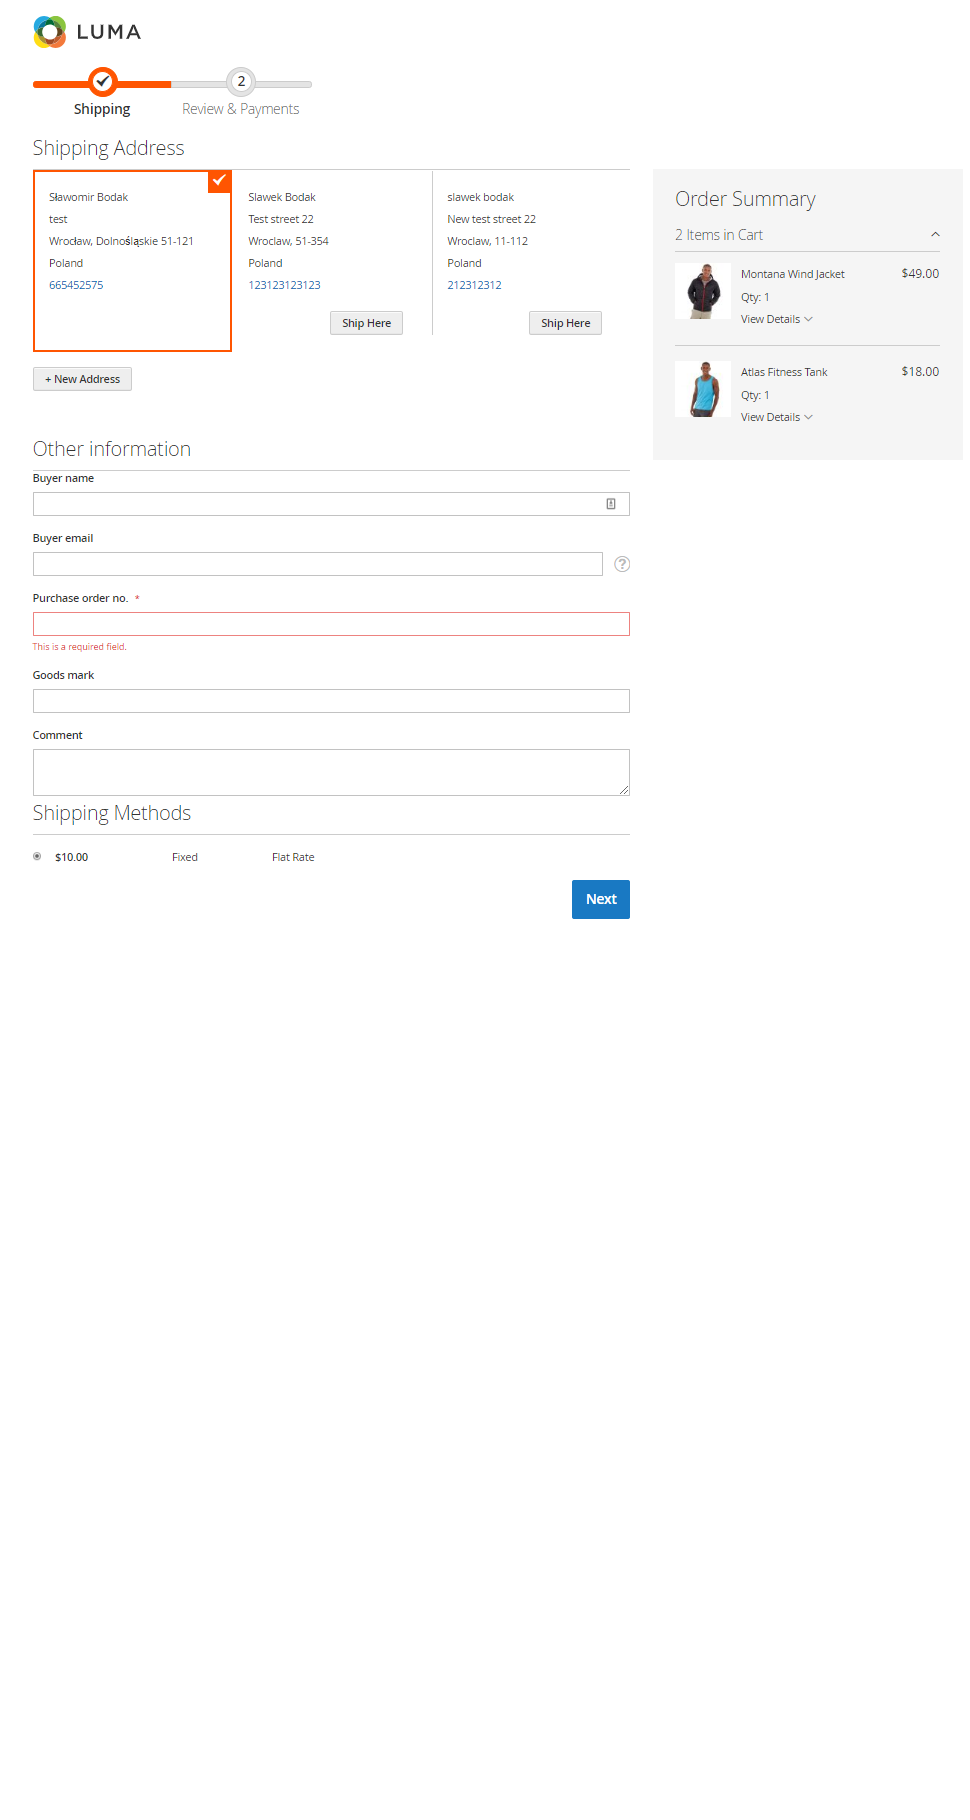 LUMA
2
Shipping
Review & Payments
Shipping Address
Sławomir Bodak
test
Wrocław, Dolnośląskie 51-121
Poland
665452575
Slawek Bodak
Test street 22
Wroclaw, 51-354
Poland
123123123123
Ship Here
slawek bodak
New test street 22
Wroclaw, 11-112
Poland
212312312
Ship Here
+ New Address
Order Summary
2 Items in Cart
Montana Wind Jacket
$49.00
Qty: 1
View Details
Atlas Fitness Tank
$18.00
Qty: 1
View Details
Other information
Buyer name
Buyer email
?
Purchase order no. *
This is a required field.
Goods mark
Comment
Shipping Methods
$10.00 Fixed Flat Rate
Next